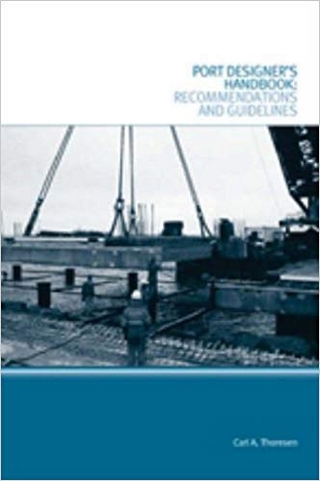 PORT DESIGNER'S
HANDBOOK:
RECOMMENDATIONS
AND GUIDELINES
Carl A. Thoresen